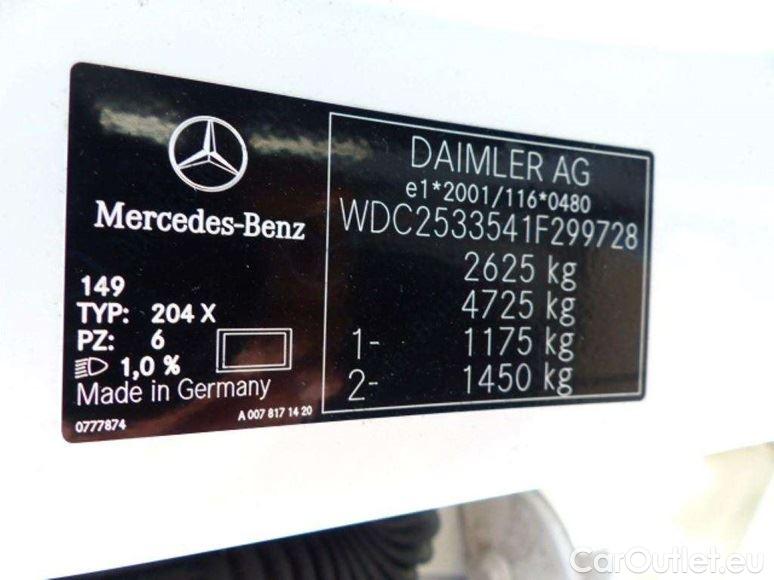 Mercedes-Benz
149
TYP: 204 X
PZ: 6
1,0 %
Made in Germany
0777874
A 007 817 14 20
DAIMLER AG
e1*2001/116*0480
WDC2533541F299728
2625 kg
4725 kg
1- 1175 kg
2- 1450 kg
CarOutlet.eu